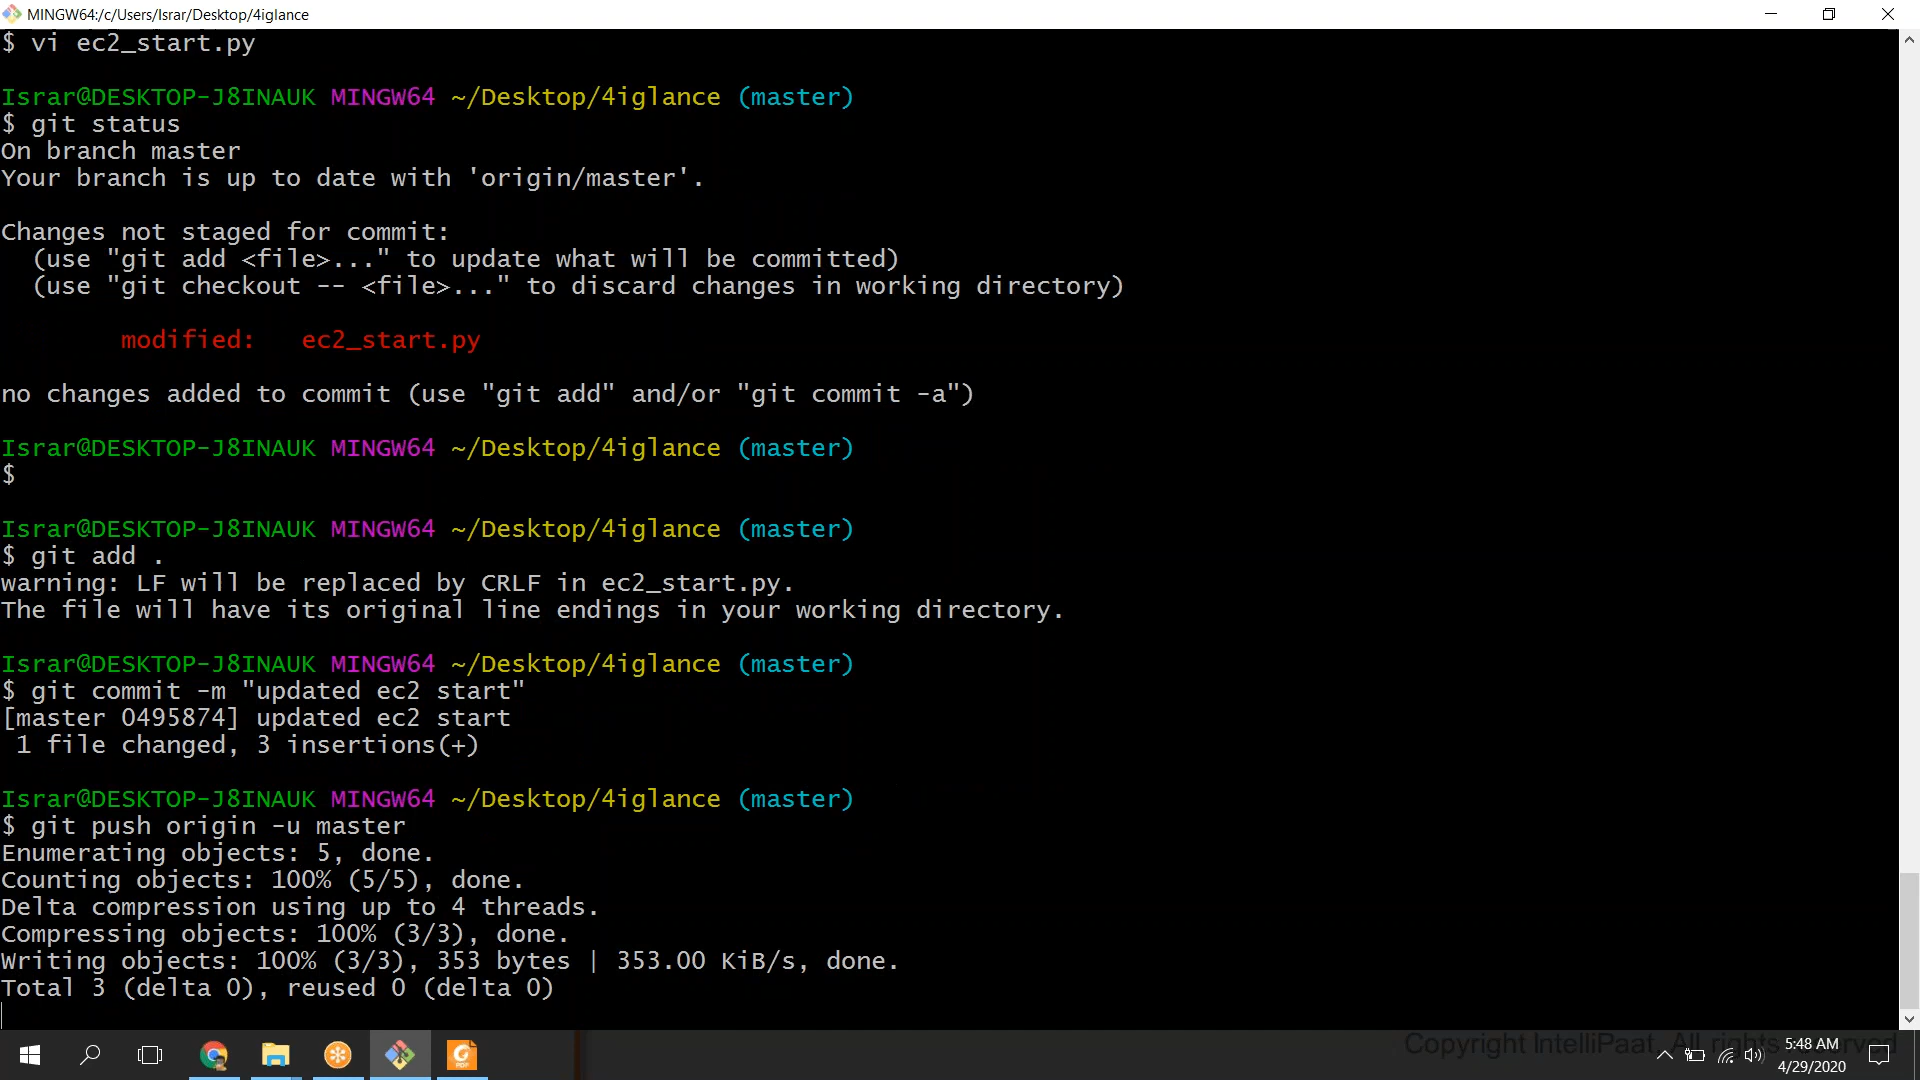 MINGW64:/c/Users/Israr/Desktop/4iglance
$ vi ec2_start.py
Israr@DESKTOP-J8INAUK MINGW64 ~/Desktop/4iglance (master)
$ git status
On branch master
Your branch is up to date with 'origin/master'.
Changes not staged for commit:
  (use "git add <file>..." to update what will be committed)
  (use "git checkout -- <file>..." to discard changes in working directory)
        modified:   ec2_start.py
no changes added to commit (use "git add" and/or "git commit -a")
Israr@DESKTOP-J8INAUK MINGW64 ~/Desktop/4iglance (master)
$
Israr@DESKTOP-J8INAUK MINGW64 ~/Desktop/4iglance (master)
$ git add .
warning: LF will be replaced by CRLF in ec2_start.py.
The file will have its original line endings in your working directory.
Israr@DESKTOP-J8INAUK MINGW64 ~/Desktop/4iglance (master)
$ git commit -m "updated ec2 start"
[master 0495874] updated ec2 start
 1 file changed, 3 insertions(+)
Israr@DESKTOP-J8INAUK MINGW64 ~/Desktop/4iglance (master)
$ git push origin -u master
Enumerating objects: 5, done.
Counting objects: 100% (5/5), done.
Delta compression using up to 4 threads.
Compressing objects: 100% (3/3), done.
Writing objects: 100% (3/3), 353 bytes | 353.00 KiB/s, done.
Total 3 (delta 0), reused 0 (delta 0)
Copyright IntelliPaat, All rights reserved
5:48 AM
4/29/2020